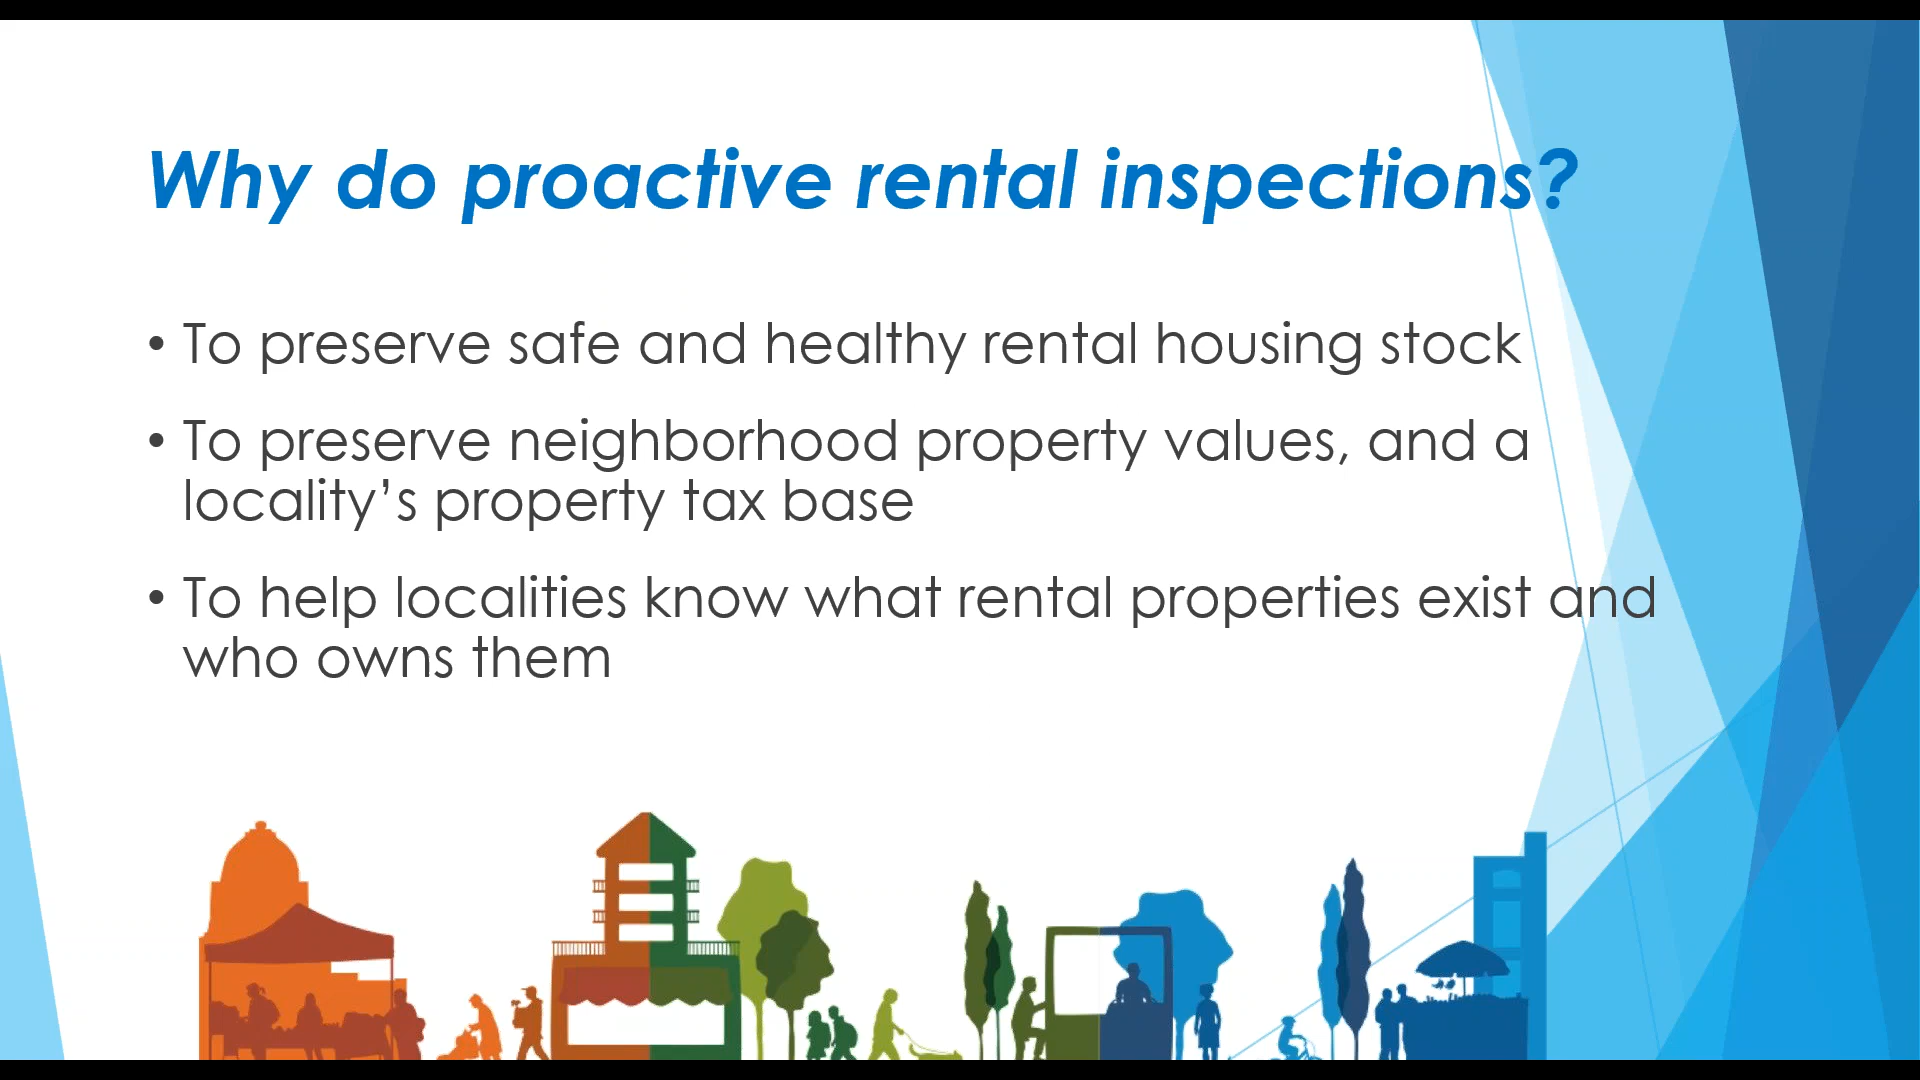 Why do proactive rental inspections?
• To preserve safe and healthy rental housing stock
• To preserve neighborhood property values, and a
locality’s property tax base
• To help localities know what rental properties exist and
who owns them